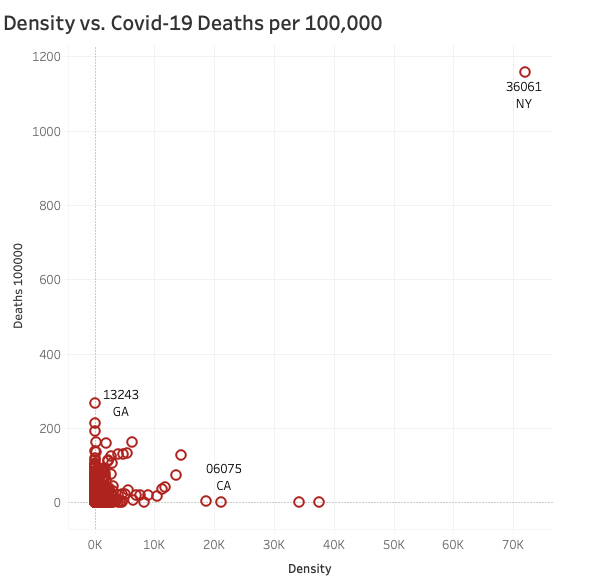 Density vs. Covid-19 Deaths per 100,000
1200
36061
NY
1000
800
Deaths 100000
600
400
13243
GA
200
06075
CA
0
0K 10K 20K 30K 40K 50K 60K 70K
Density